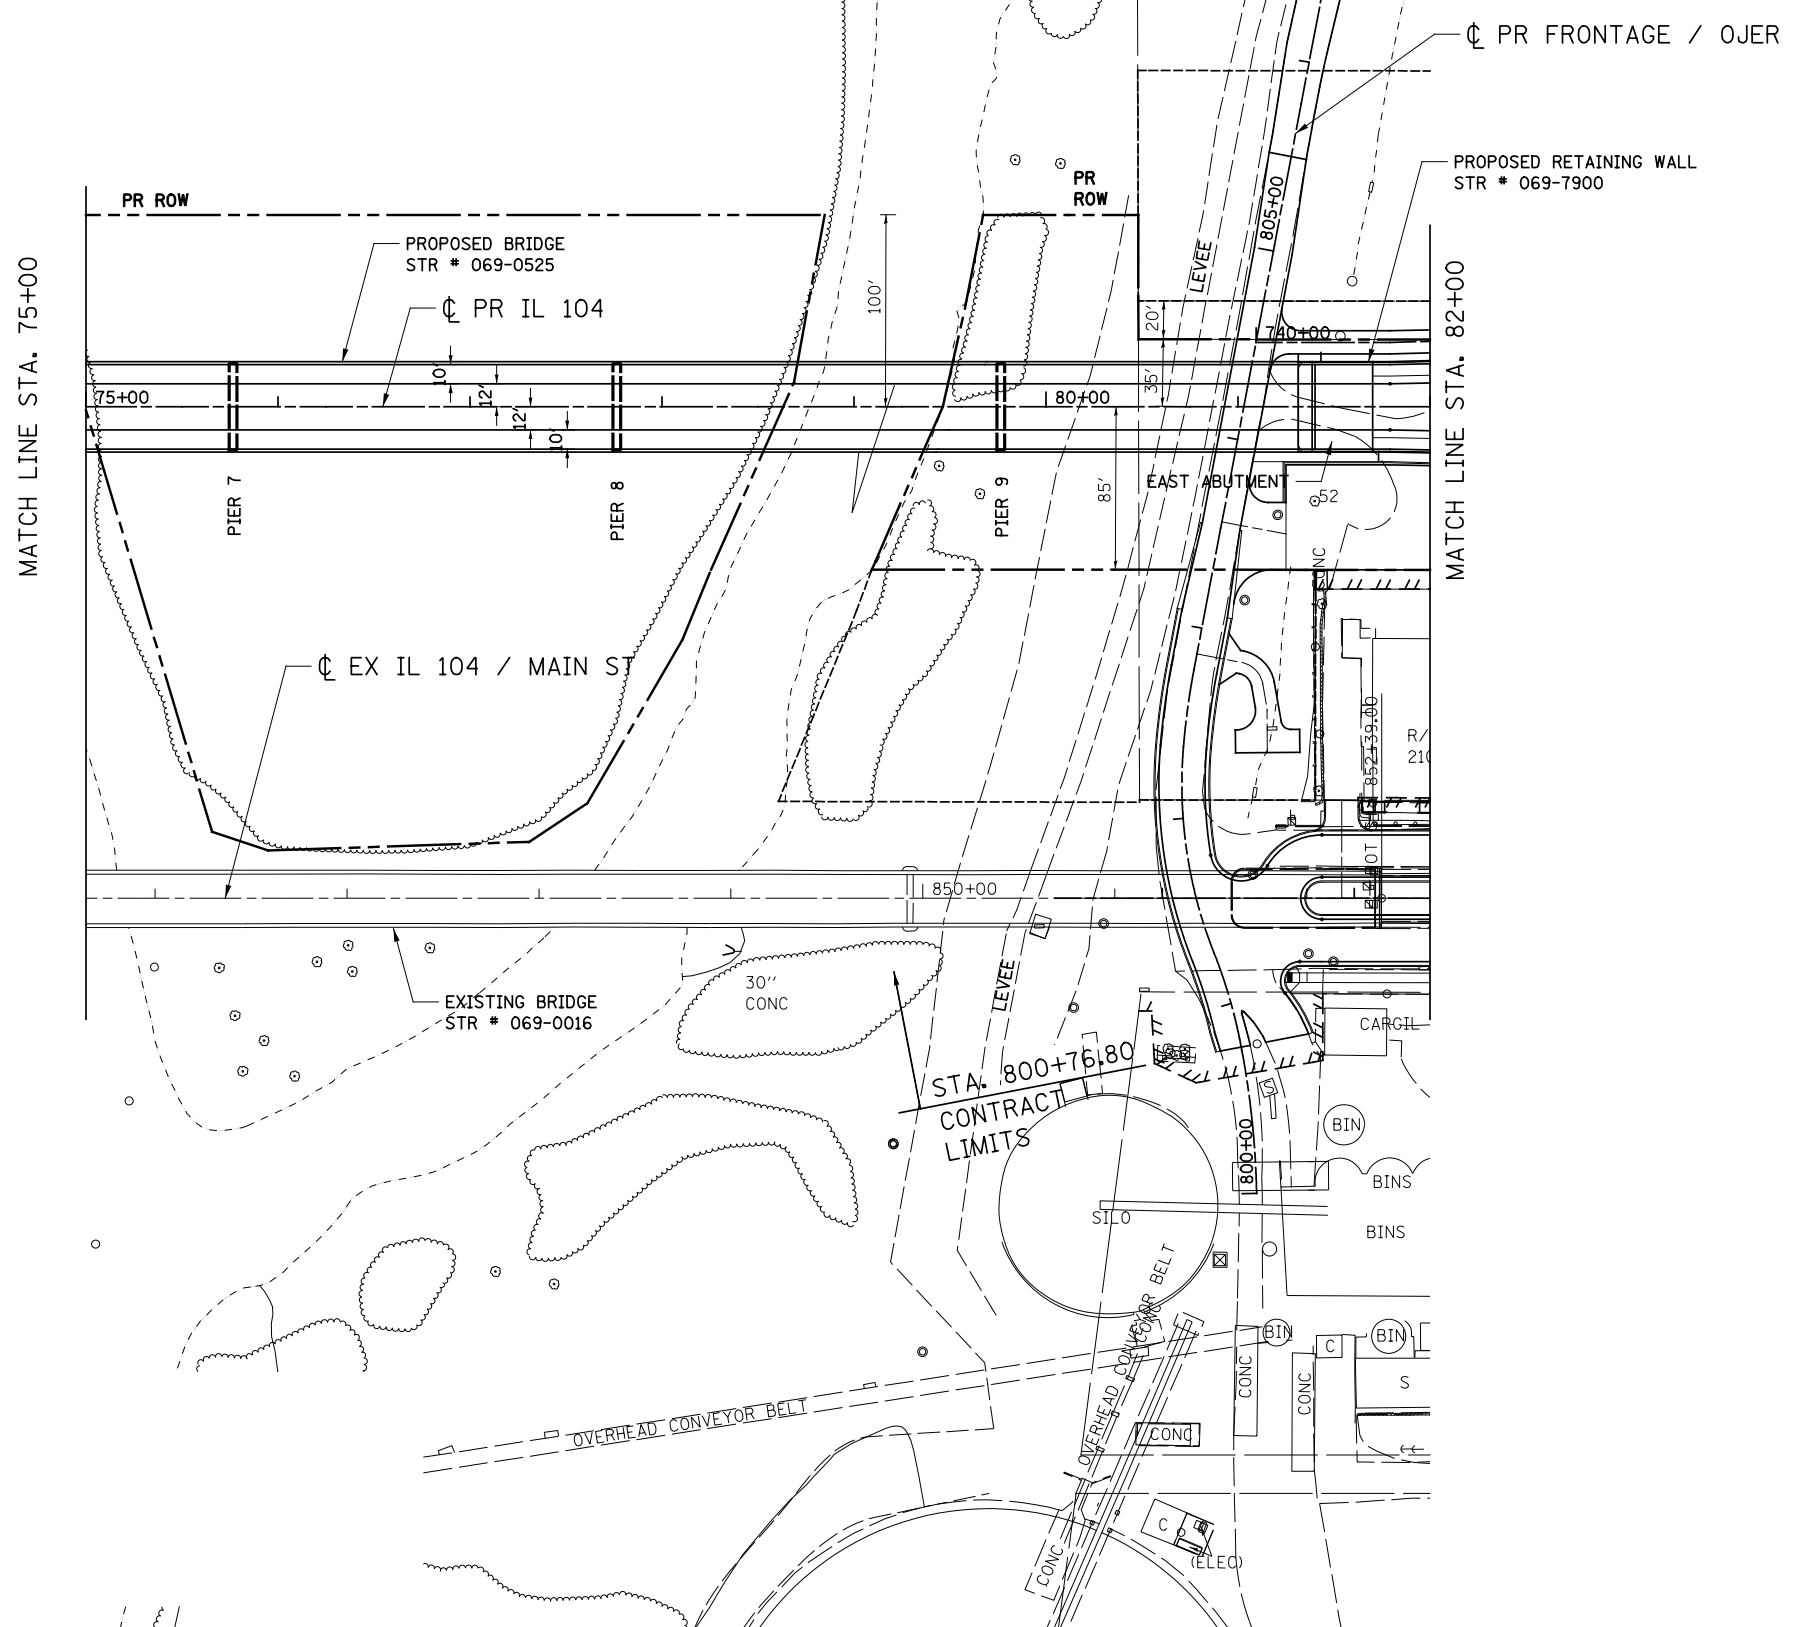 ℄ PR FRONTAGE / OJER
PROPOSED RETAINING WALL
STR # 069-7900
PR ROW
PR
ROW
805+00
LEVEE
PROPOSED BRIDGE
STR # 069-0525
℄ PR IL 104
100'
20'
35'
740+00
MATCH LINE STA. 75+00
MATCH LINE STA. 82+00
75+00
10'
12'
12'
10'
80+00
85'
EAST ABUTMENT
52
PIER 7
PIER 8
PIER 9
CONC
℄ EX IL 104 / MAIN ST
852+39.00
R/
210
850+00
EXISTING BRIDGE
STR # 069-0016
30''
CONC
LEVEE
CARGIL
STA. 800+76.80
CONTRACT
LIMITS
S
BIN
800+00
BINS
SILO
BINS
OVERHEAD CONVEYOR BELT
CONC
BIN
BIN
C
CONC
CONC
S
OVERHEAD CONVEYOR BELT
CONC
C
(ELEC)
CONC